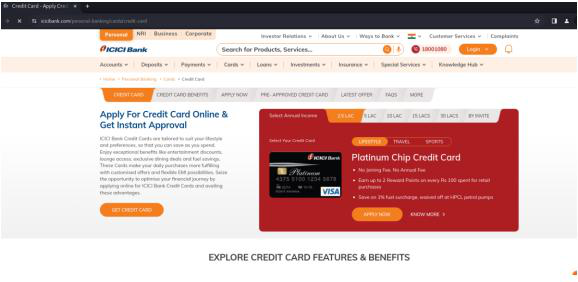 Credit Card - Apply Cred
icicibank.com/personal-banking/cards/credit-card
Personal NRI Business Corporate
Investor Relations About Us Ways to Bank Customer Services Complaints
ICICI Bank
Search for Products, Services...
18001080
Login
Accounts Deposits Payments Cards Loans Investments Insurance Special Services Knowledge Hub
Home Personal Banking Cards Credit Card
CREDIT CARD CREDIT CARD BENEFITS APPLY NOW PRE- APPROVED CREDIT CARD LATEST OFFER FAQS MORE
Apply For Credit Card Online &
Get Instant Approval
ICICI Bank Credit Cards are tailored to suit your lifestyle
and preferences, so that you can save as you spend.
Enjoy exceptional benefits like entertainment discounts,
lounge access, exclusive dining deals and fuel savings.
These Cards make your daily purchases more fulfilling
with customised offers and flexible EMI possibilities. Seize
the opportunity to optimise your financial journey by
applying online for ICICI Bank Credit Cards and availing
these advantages.
GET CREDIT CARD
Select Annual Income 2.5 LAC 5 LAC 10 LAC 15 LACS 30 LACS BY INVITE
Select Your Credit Card
LIFESTYLE TRAVEL SPORTS
ICICI Bank
Platinum
4375 5100 1234 5678
VISA
Platinum Chip Credit Card
No Joining Fee, No Annual Fee
Earn up to 2 Reward Points on every Rs 100 spent for retail
purchases
Save on 1% fuel surcharge, waived off at HPCL petrol pumps
APPLY NOW
KNOW MORE >
EXPLORE CREDIT CARD FEATURES & BENEFITS